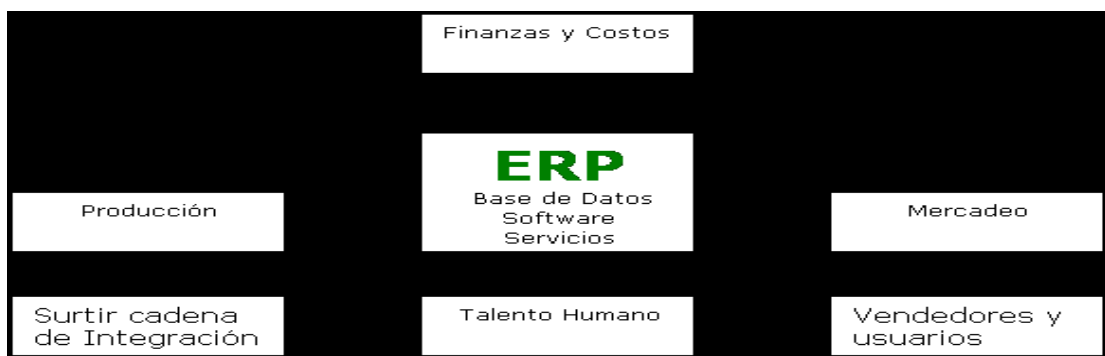 Finanzas y Costos
ERP
Base de Datos
Software
Servicios
Producción
Mercadeo
Surtir cadena
de Integración
Talento Humano
Vendedores y
usuarios